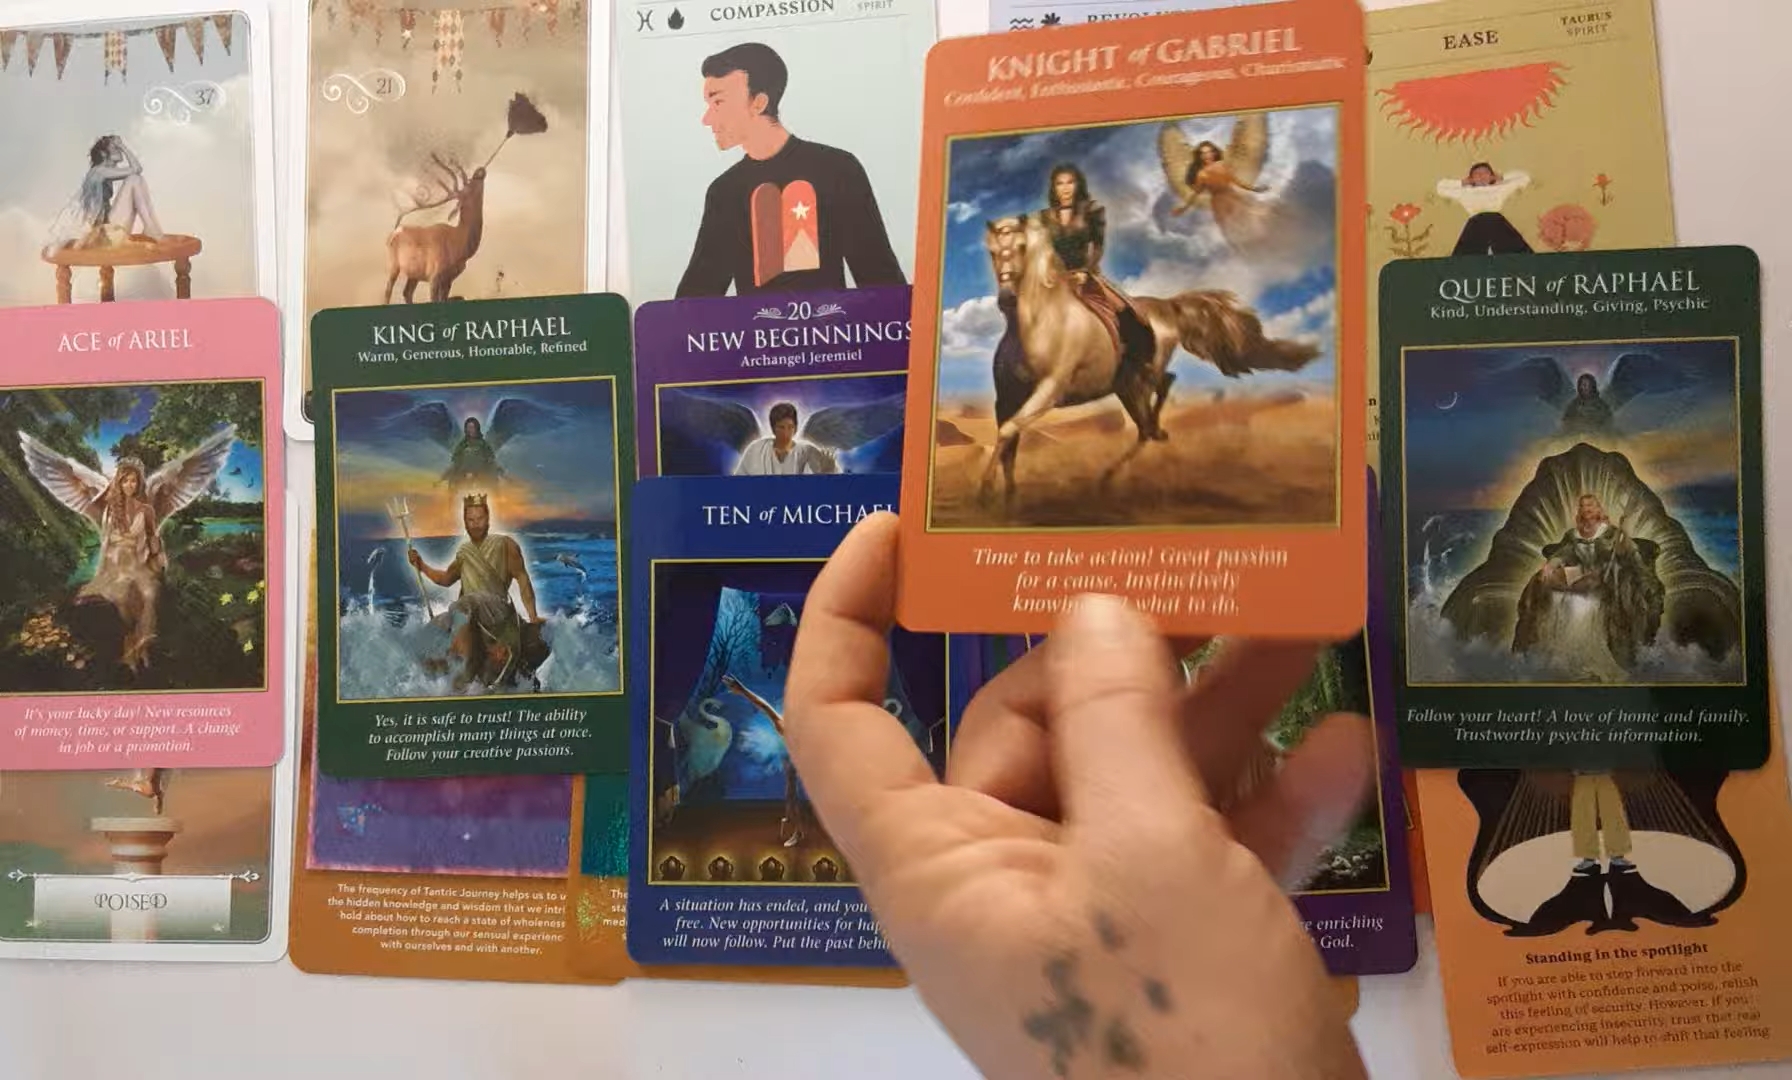 COMPASSION
SPIRIT
TAURUS
SPIRIT
EASE
37
21
KNIGHT of GABRIEL
Confident, Enthusiastic, Courageous, Charismatic
Time to take action! Great passion
for a cause. Instinctively
what to do.
ACE of ARIEL
It's your lucky day! New resources
of money, time, or support. A change
in job or a promotion.
POISED
KING of RAPHAEL
Warm, Generous, Honorable, Refined
Yes, it is safe to trust! The ability
to accomplish many things at once.
Follow your creative passions.
The frequency of Tantric Journey helps us to u
the hidden knowledge and wisdom that we intri
hold about how to reach a state of wholeness
completion through our sensual experienc
with ourselves and with another.
20
NEW BEGINNINGS
Archangel Jeremiel
TEN of MICHAEL
A situation has ended, and you
free. New opportunities for hap
will now follow. Put the past behi
re enriching
God.
QUEEN of RAPHAEL
Kind, Understanding, Giving, Psychic
Follow your heart! A love of home and family.
Trustworthy psychic information.
Standing in the spotlight
If you are able to step forward into the
spotlight with confidence and poise, relish
this feeling of security. However, if you
are experiencing insecurity, trust that real
self-expression will help to shift that feeling